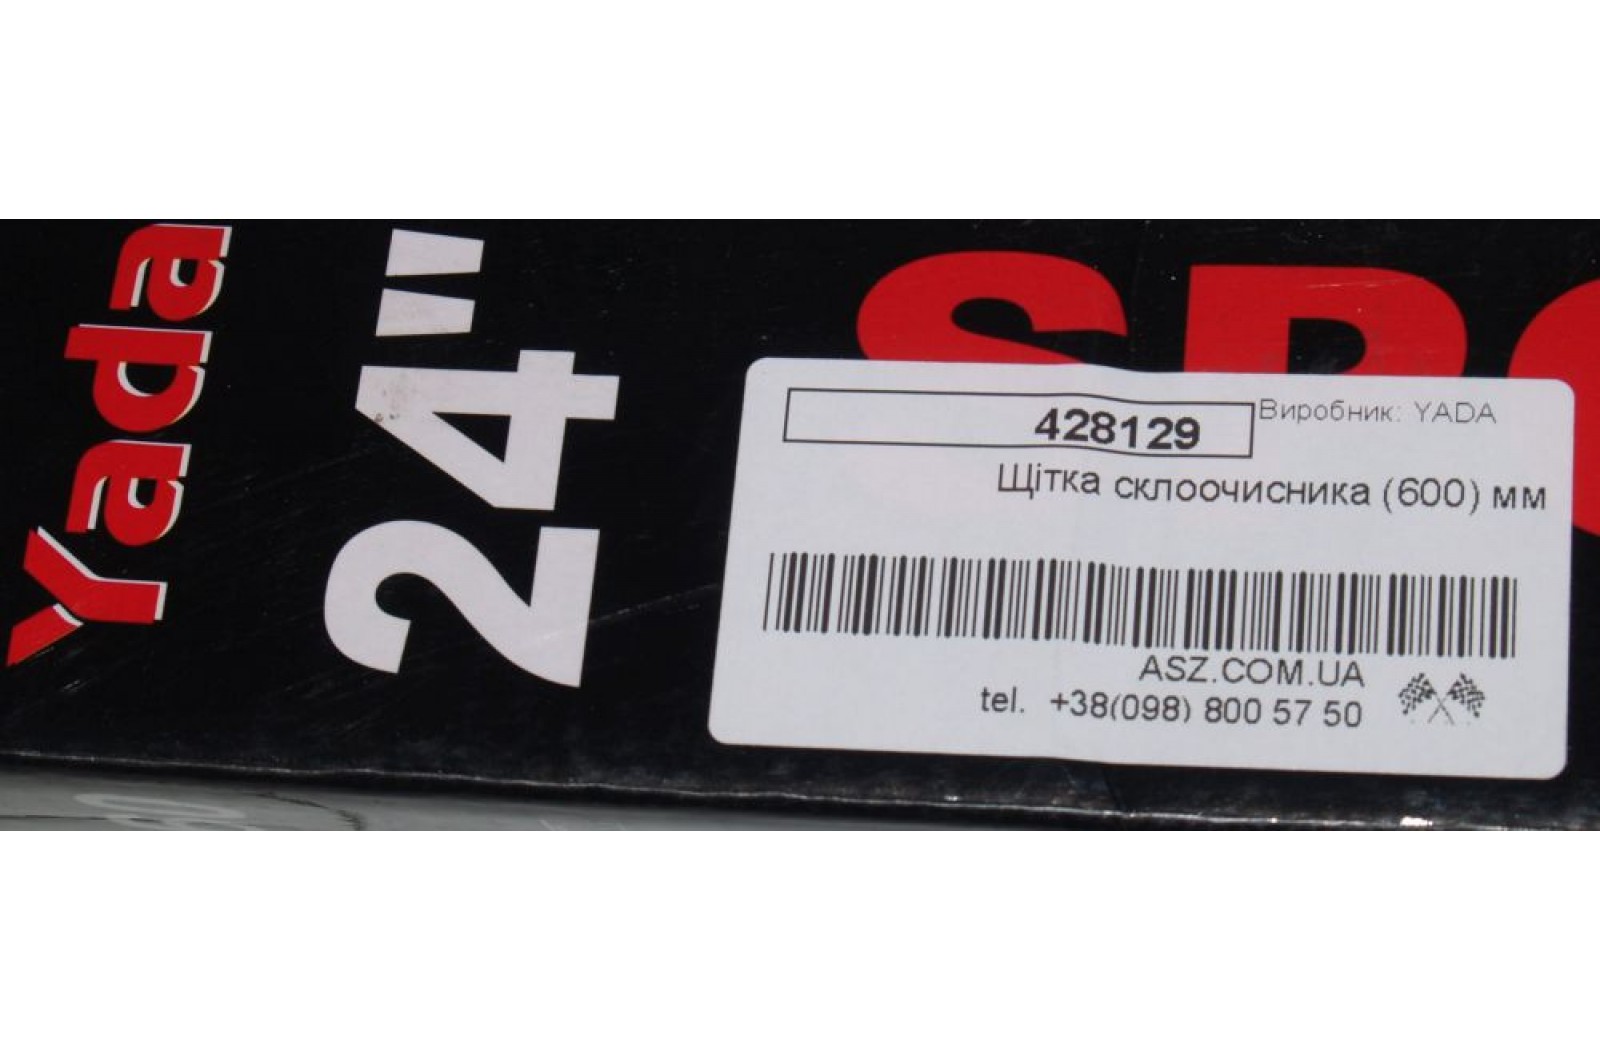 Yada
24"
428129
Виробник: YADA
Щітка склоочисника (600) мм
ASZ.COM.UA
tel. +38(098) 800 57 50